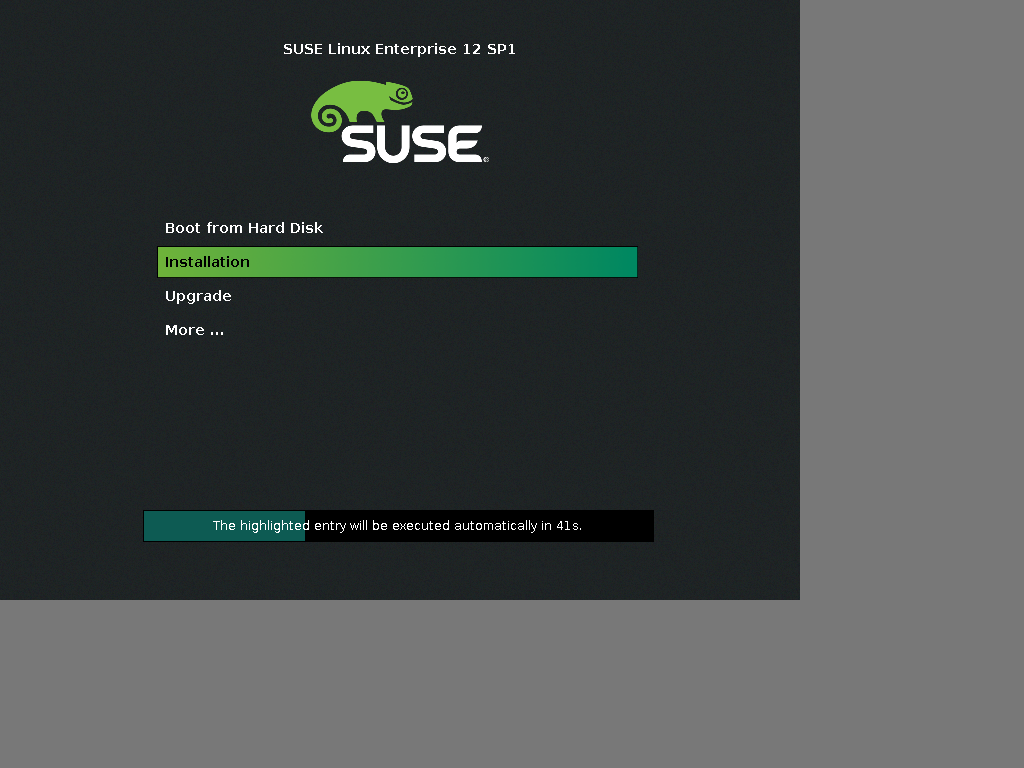 SUSE Linux Enterprise 12 SP1
SUSE®
Boot from Hard Disk
Installation
Upgrade
More ...
The highlighted entry will be executed automatically in 41s.